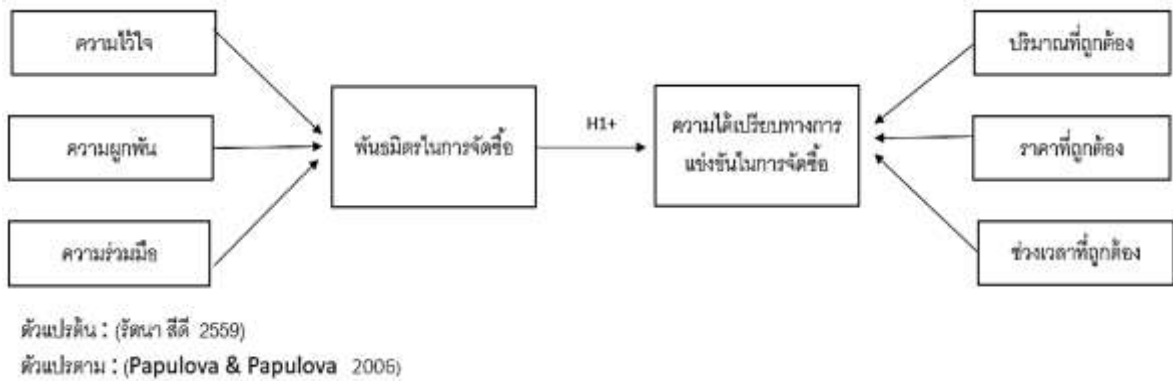 ความไว้ใจ
ความผูกพัน
ความร่วมมือ
พันธมิตรในการจัดซื้อ
H1+
ความได้เปรียบทางการ
แข่งขันในการจัดซื้อ
ปริมาณที่ถูกต้อง
ราคาที่ถูกต้อง
ช่วงเวลาที่ถูกต้อง
ตัวแปรต้น : (รัตนา สีดี 2559)
ตัวแปรตาม : (Papulova & Papulova 2006)